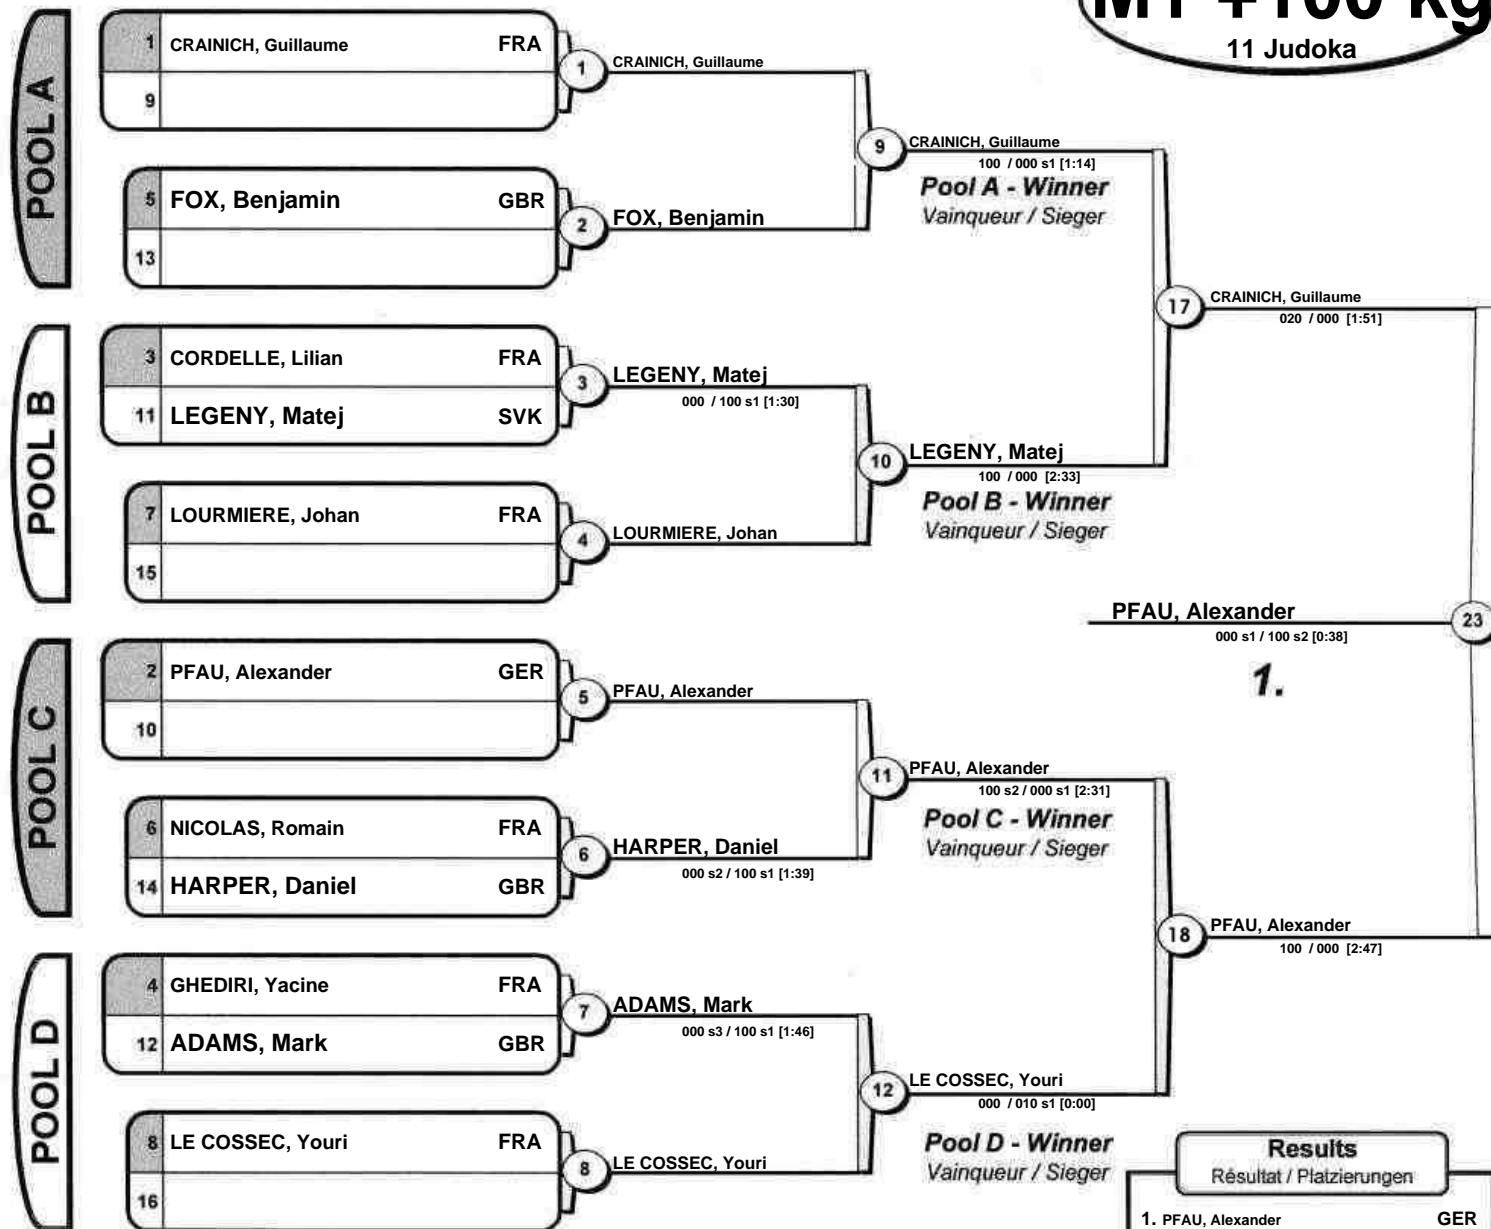 M1 +100 kg
11 Judoka
POOL A
1 CRAINICH, Guillaume FRA
9
1 CRAINICH, Guillaume
5 FOX, Benjamin GBR
13
2 FOX, Benjamin
9 CRAINICH, Guillaume
100 / 000 s1 [1:14]
Pool A - Winner
Vainqueur / Sieger
POOL B
3 CORDELLE, Lilian FRA
11 LEGENY, Matej SVK
3 LEGENY, Matej
000 / 100 s1 [1:30]
7 LOURMIERE, Johan FRA
15
4 LOURMIERE, Johan
10 LEGENY, Matej
100 / 000 [2:33]
Pool B - Winner
Vainqueur / Sieger
17 CRAINICH, Guillaume
020 / 000 [1:51]
PFAU, Alexander 23
000 s1 / 100 s2 [0:38]
1.
POOL C
2 PFAU, Alexander GER
10
5 PFAU, Alexander
6 NICOLAS, Romain FRA
14 HARPER, Daniel GBR
6 HARPER, Daniel
000 s2 / 100 s1 [1:39]
11 PFAU, Alexander
100 s2 / 000 s1 [2:31]
Pool C - Winner
Vainqueur / Sieger
POOL D
4 GHEDIRI, Yacine FRA
12 ADAMS, Mark GBR
7 ADAMS, Mark
000 s3 / 100 s1 [1:46]
8 LE COSSEC, Youri FRA
16
8 LE COSSEC, Youri
12 LE COSSEC, Youri
000 / 010 s1 [0:00]
Pool D - Winner
Vainqueur / Sieger
18 PFAU, Alexander
100 / 000 [2:47]
Results
Résultat / Platzierungen
1. PFAU, Alexander GER